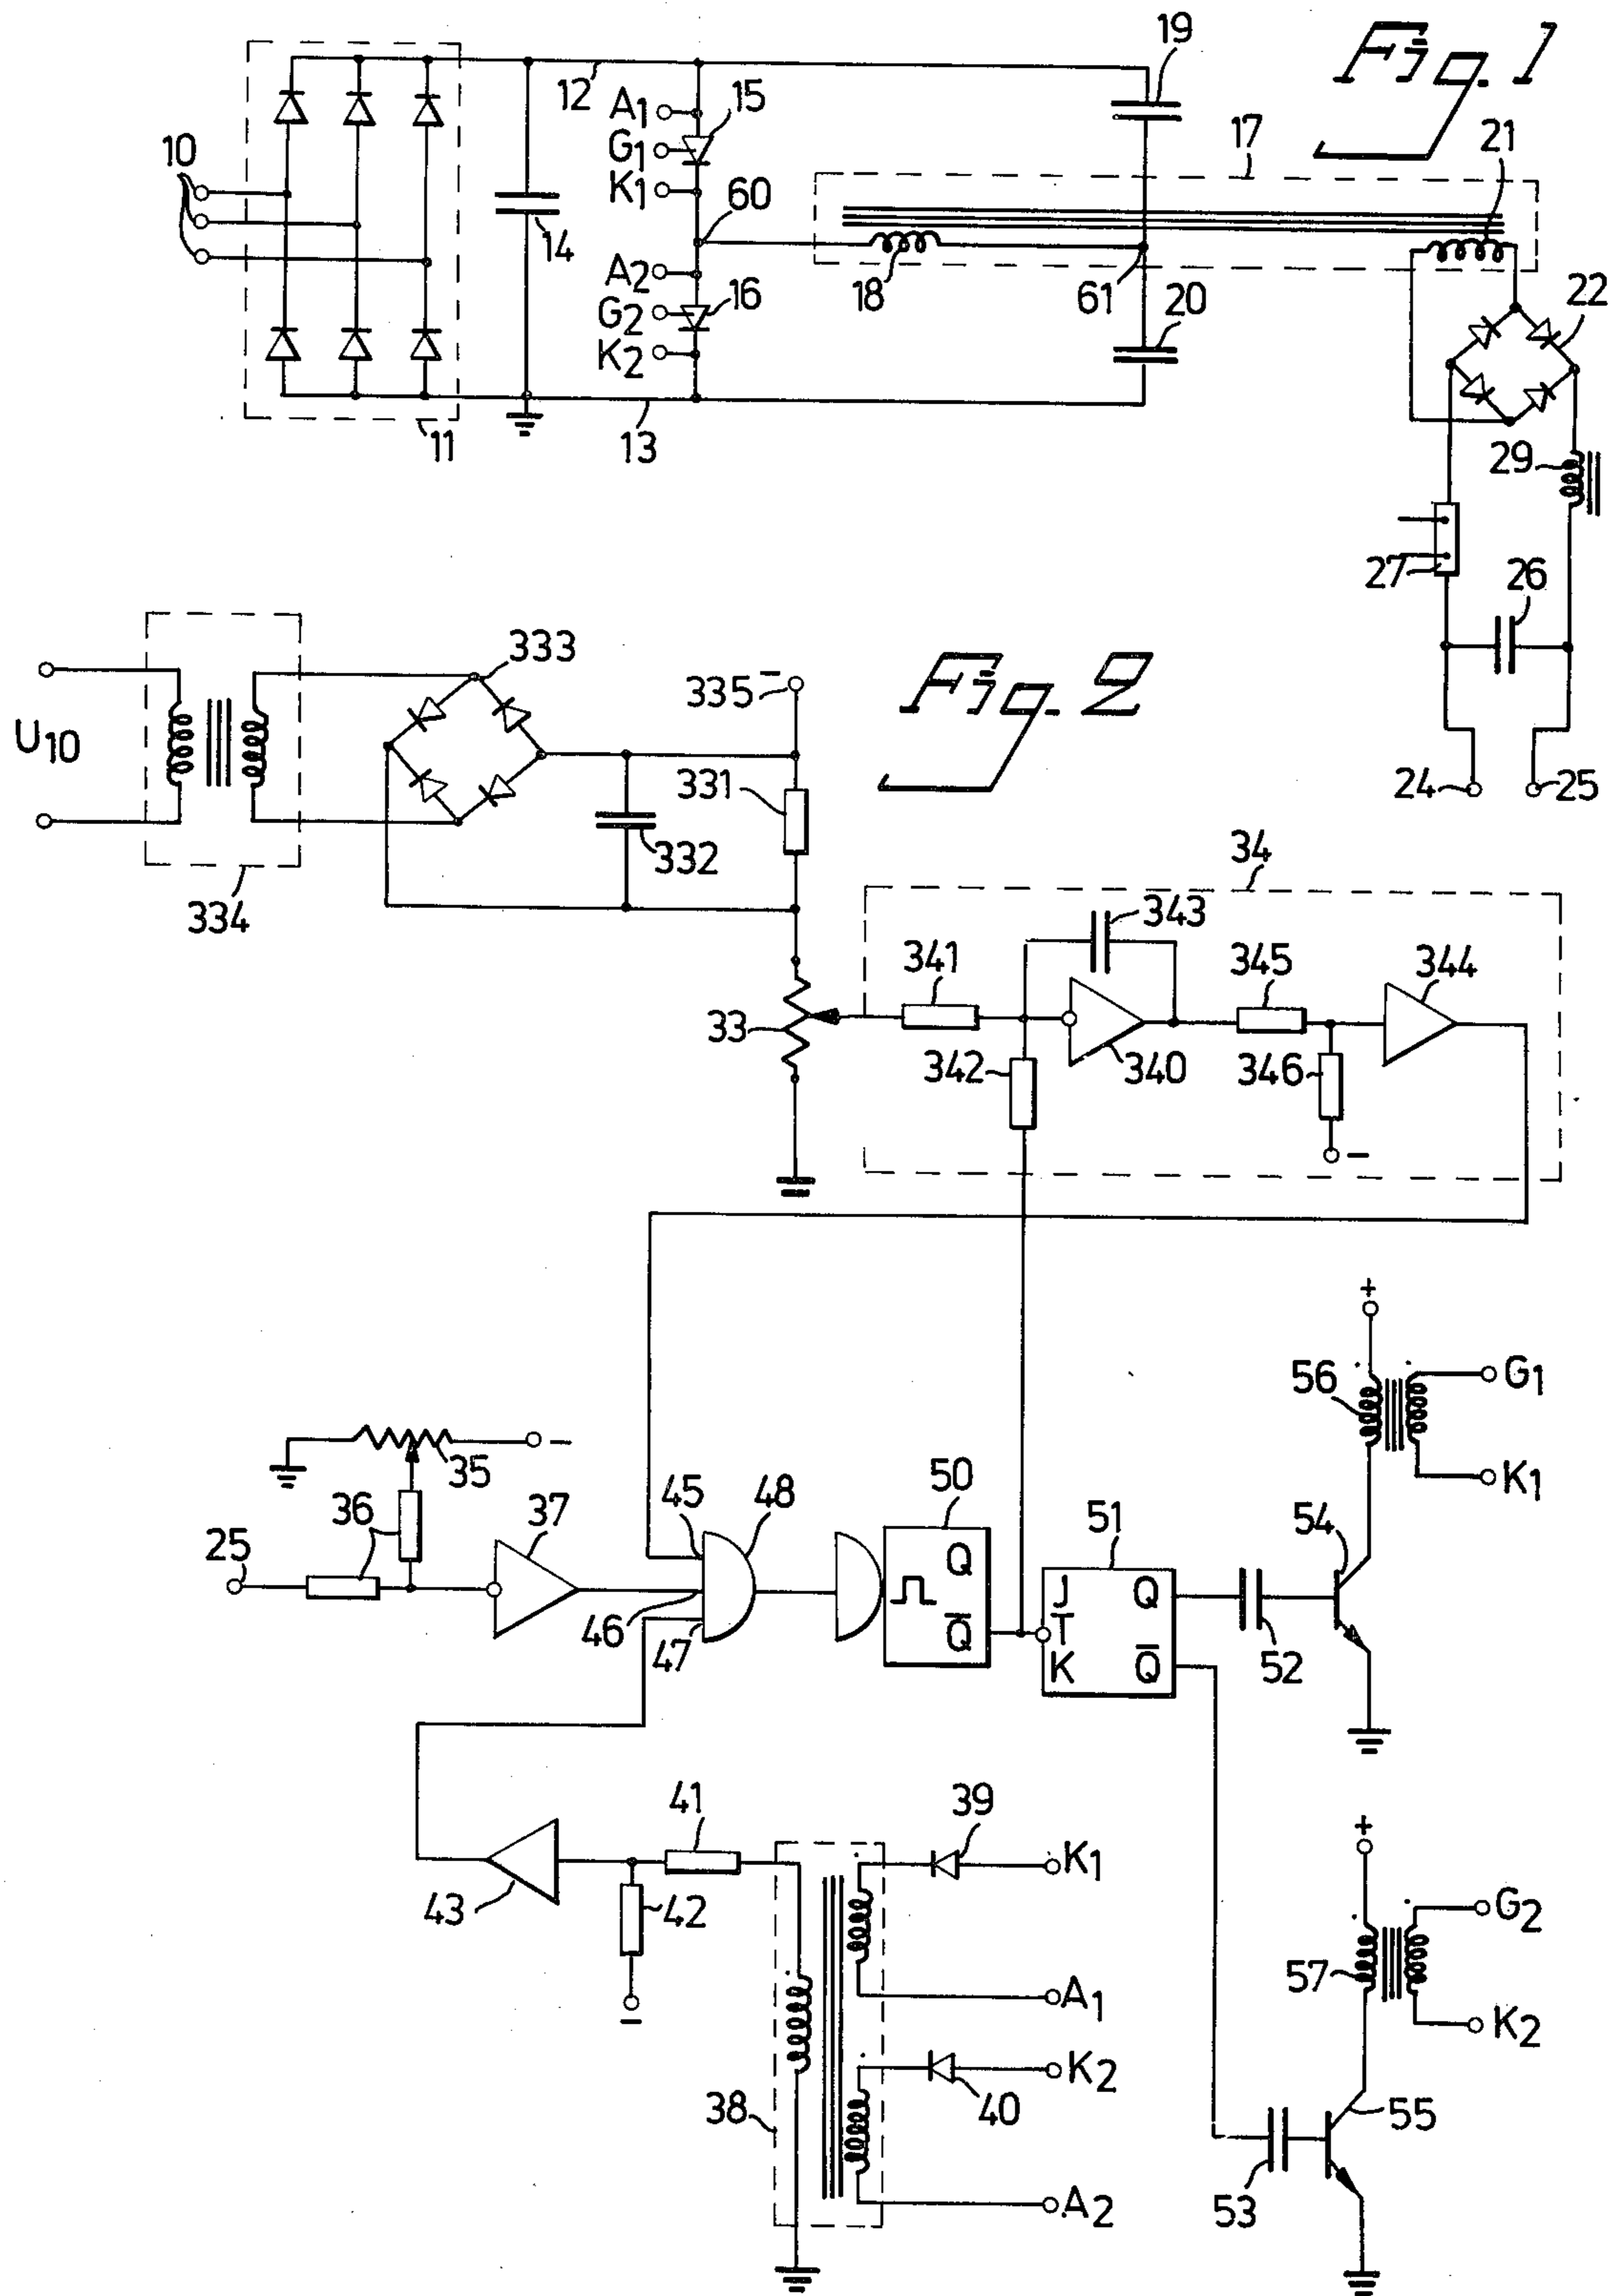 Fig. 1
19
12
A1
15
G1
K1
17
21
10
60
14
A2
G2
16
K2
18
61
20
22
11
13
29
27
26
24
25
Fig. 2
333
335
-
U10
331
332
334
34
343
341
345
344
33
342
340
346
-
+
56
G1
K1
35
-
36
37
25
45
48
46
47
50
Q
Q̅
51
J
T
K
Q
Q̅
54
52
41
39
K1
43
42
-
A1
K2
38
40
A2
+
G2
57
K2
55
53